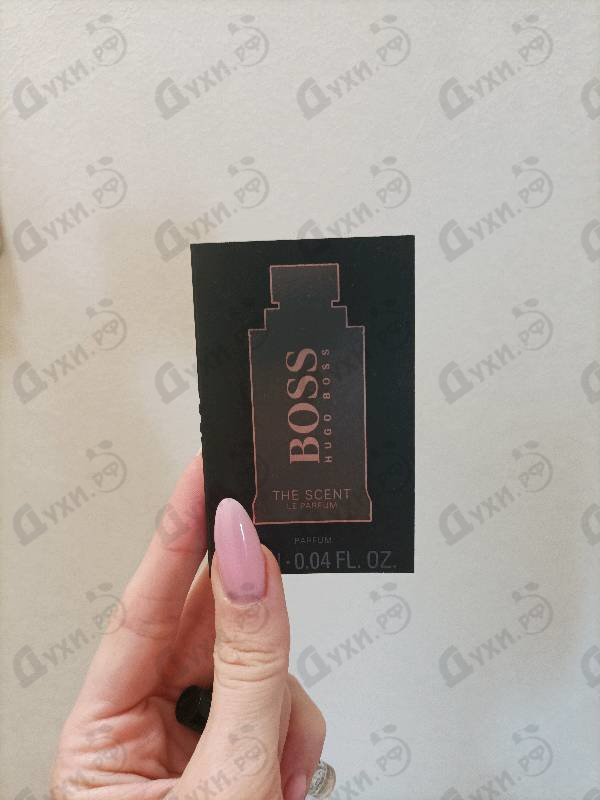 BOSS
HUGO BOSS
THE SCENT
LE PARFUM
PARFUM
0.04 FL. OZ.
Духи.РФ